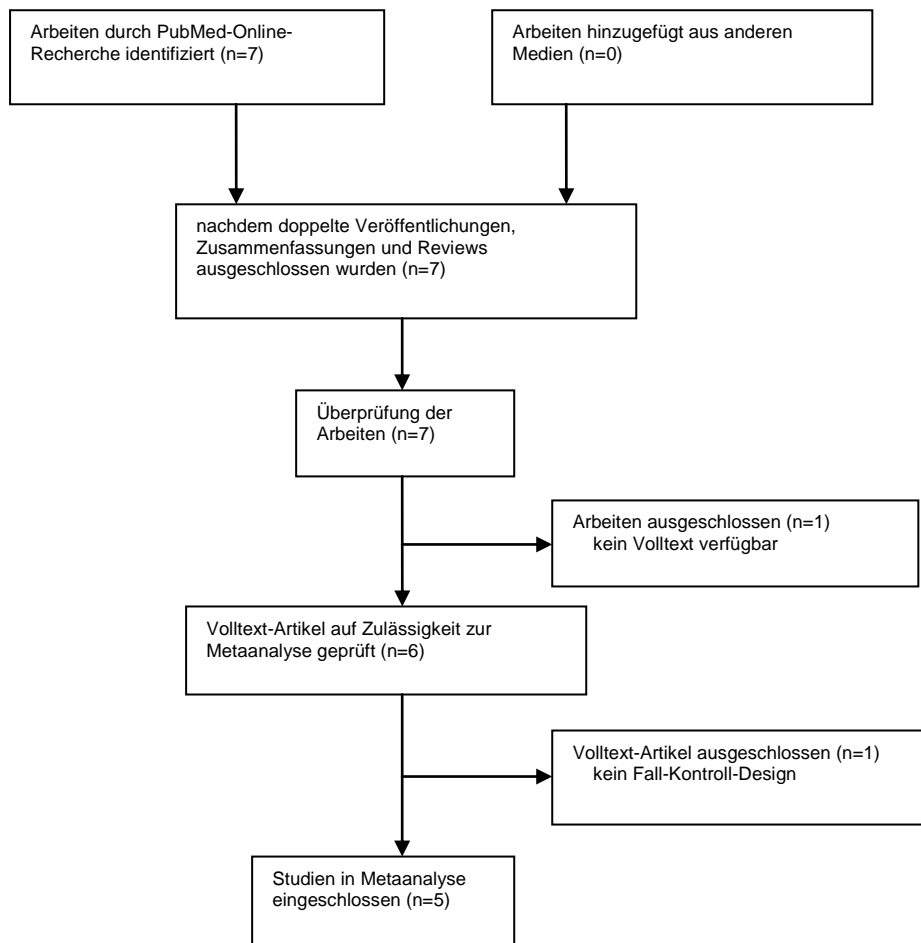 Arbeiten durch PubMed-Online-
Recherche identifiziert (n=7)
Arbeiten hinzugefügt aus anderen
Medien (n=0)
nachdem doppelte Veröffentlichungen,
Zusammenfassungen und Reviews
ausgeschlossen wurden (n=7)
Überprüfung der
Arbeiten (n=7)
Arbeiten ausgeschlossen (n=1)
kein Volltext verfügbar
Volltext-Artikel auf Zulässigkeit zur
Metaanalyse geprüft (n=6)
Volltext-Artikel ausgeschlossen (n=1)
kein Fall-Kontroll-Design
Studien in Metaanalyse
eingeschlossen (n=5)